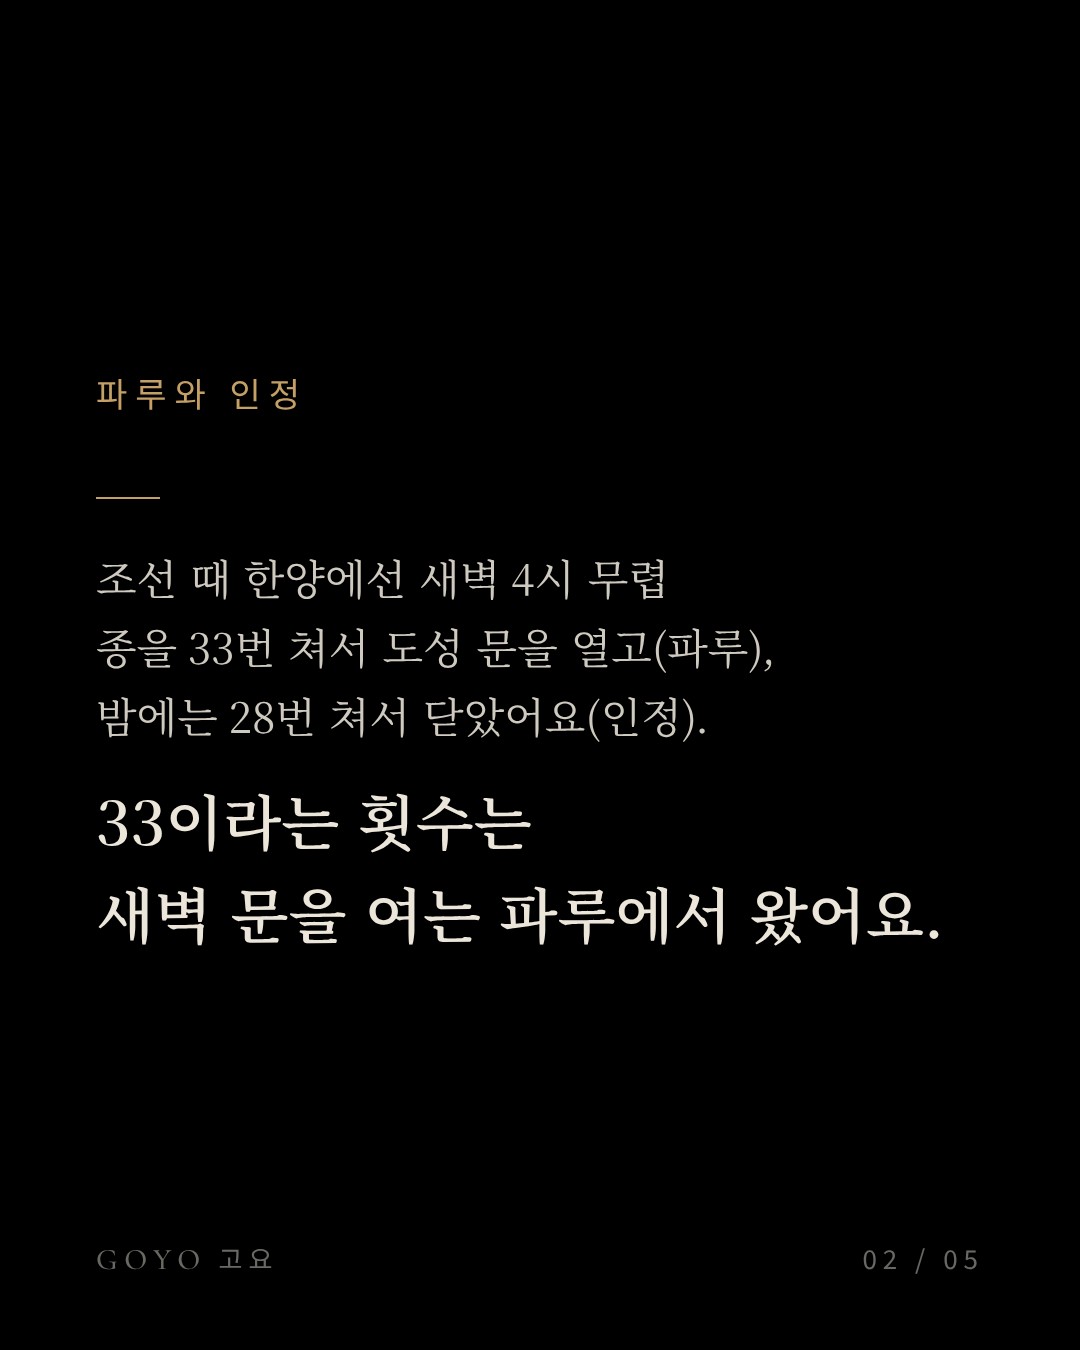 파루와 인정
조선 때 한양에선 새벽 4시 무렵
종을 33번 쳐서 도성 문을 열고(파루),
밤에는 28번 쳐서 닫았어요(인정).
33이라는 횟수는
새벽 문을 여는 파루에서 왔어요.
GOYO 고요
02 / 05